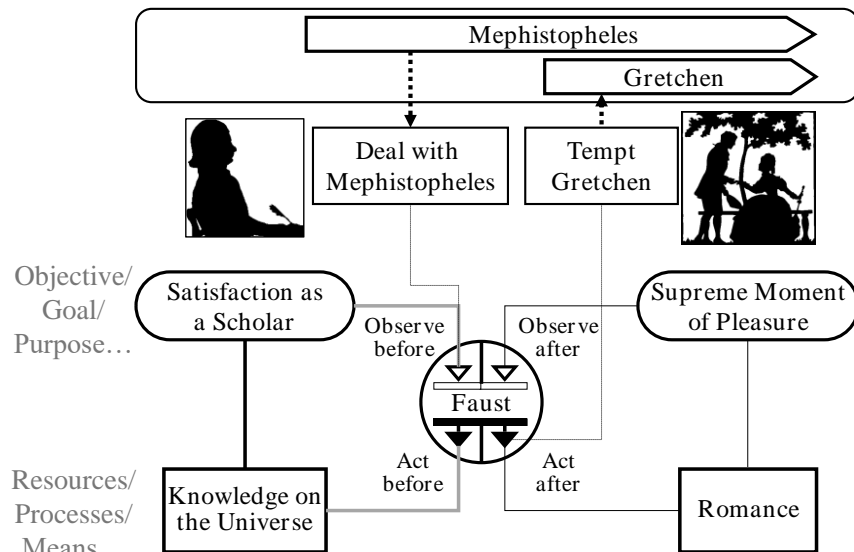 Mephistopheles
Gretchen
Deal with
Mephistopheles
Tempt
Gretchen
Objective/
Goal/
Purpose…
Satisfaction as
a Scholar
Observe
before
Observe
after
Supreme Moment
of Pleasure
Faust
Resources/
Processes/
Means
Knowledge on
the Universe
Act
before
Act
after
Romance